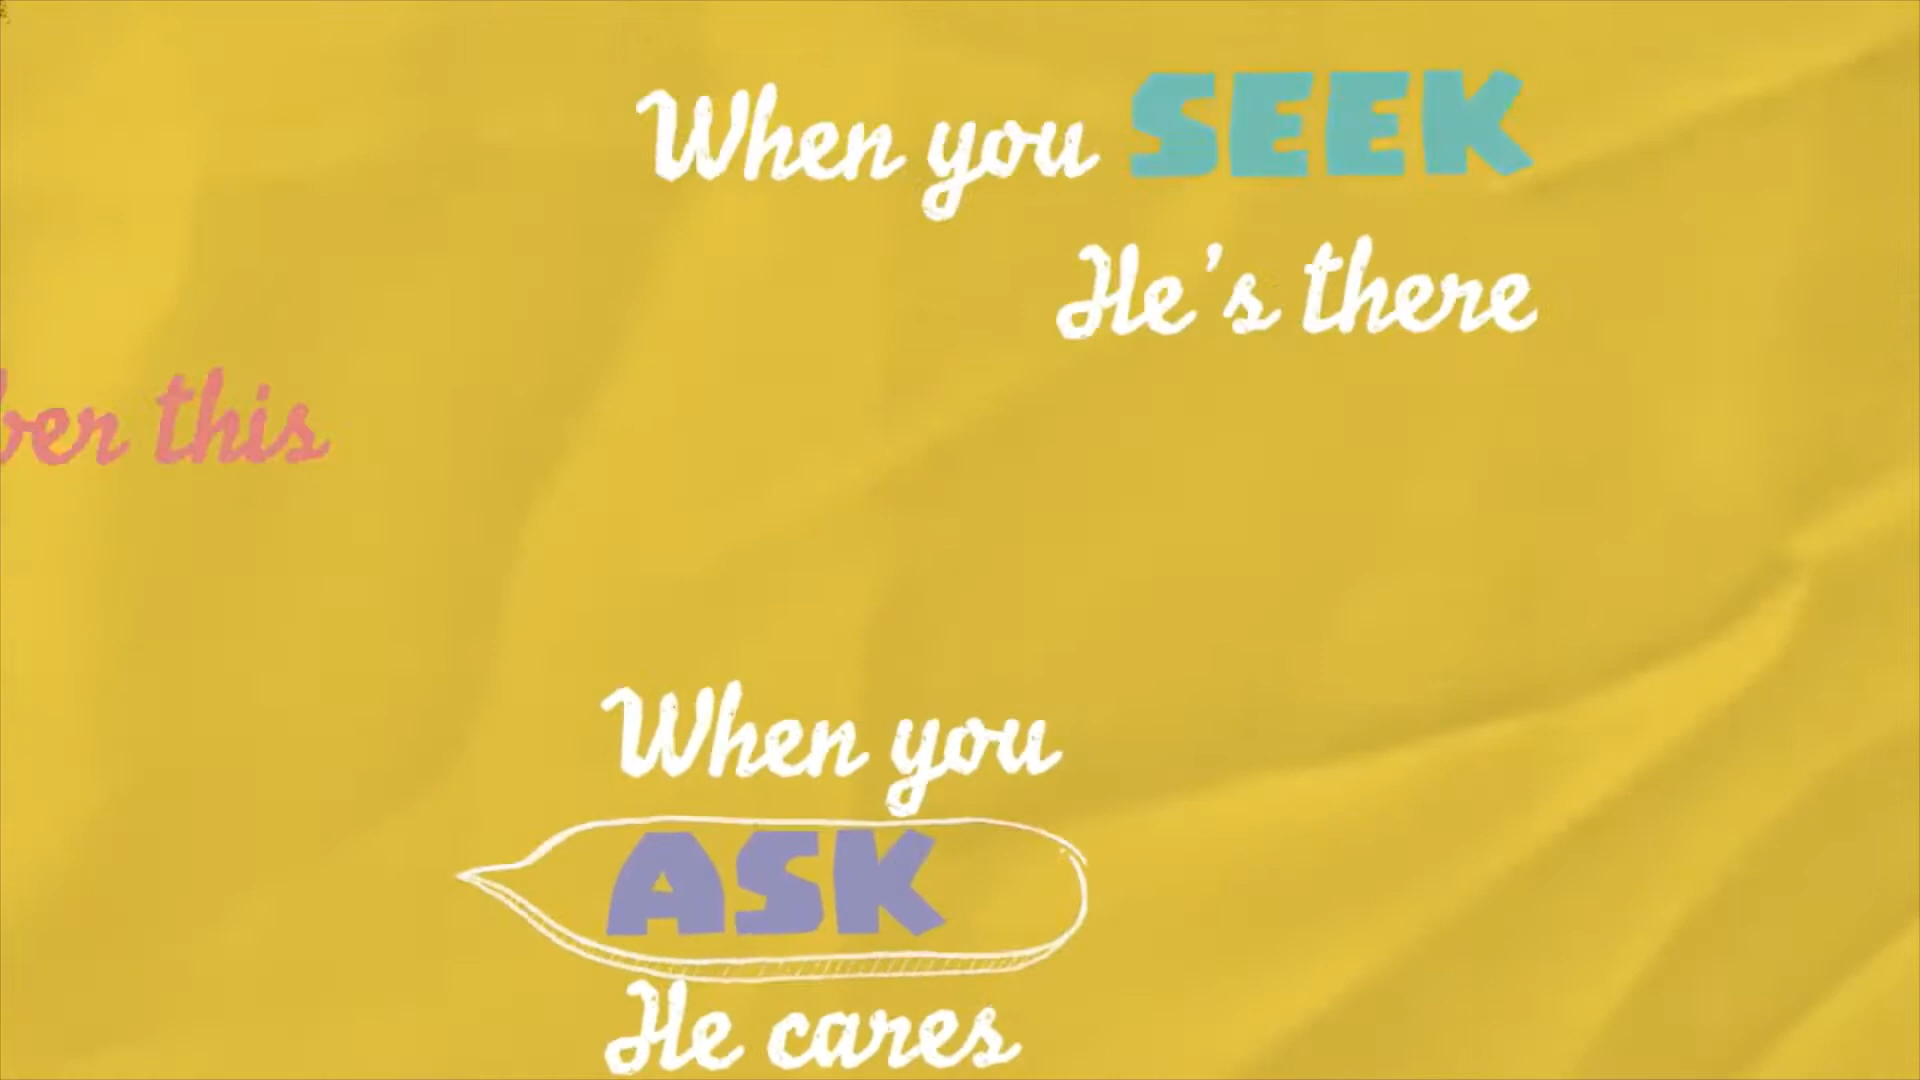 When you SEEK
He's there
ber this
When you
ASK
He cares